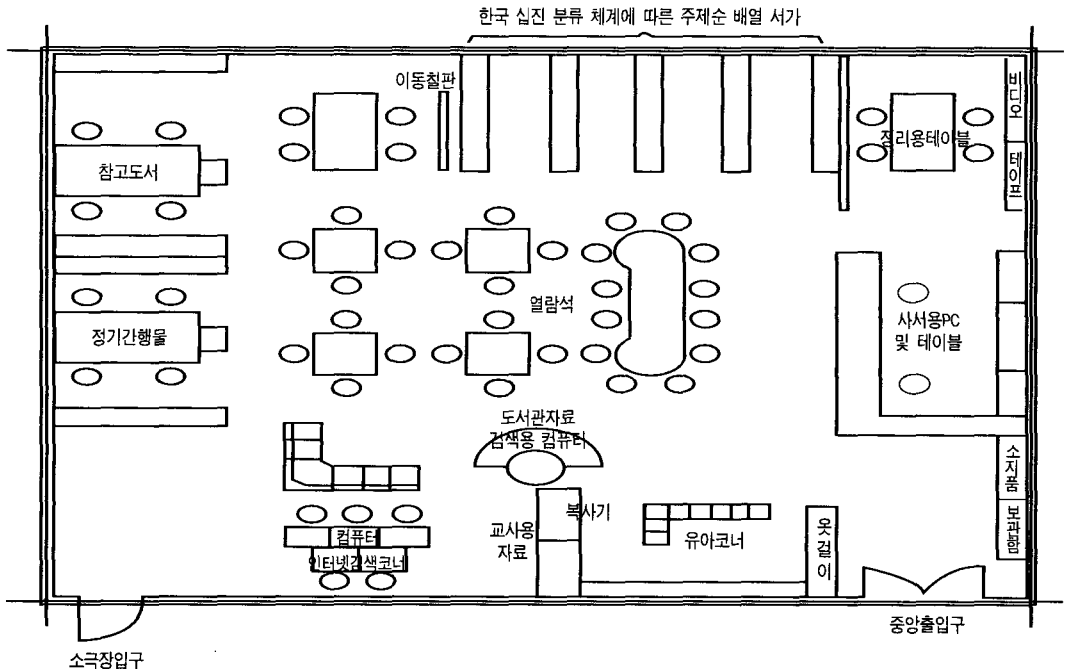 한국 십진 분류 체계에 따른 주제순 배열 서가
이동칠판
비디오
테이프
정리용테이블
참고도서
열람석
정기간행물
사서용PC
및 테이블
도서관자료
검색용 컴퓨터
소지품
보관함
복사기
교사용
자료
유아코너
옷걸이
컴퓨터
인터넷검색코너
중앙출입구
소극장입구